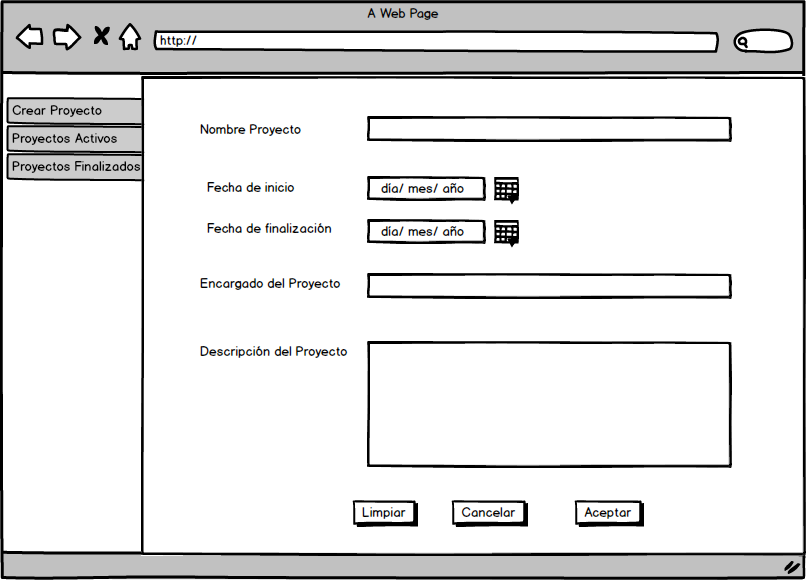 A Web Page
http://
Crear Proyecto
Proyectos Activos
Proyectos Finalizados
Nombre Proyecto
Fecha de inicio
día/ mes/ año
Fecha de finalización
día/ mes/ año
Encargado del Proyecto
Descripción del Proyecto
Limpiar
Cancelar
Aceptar